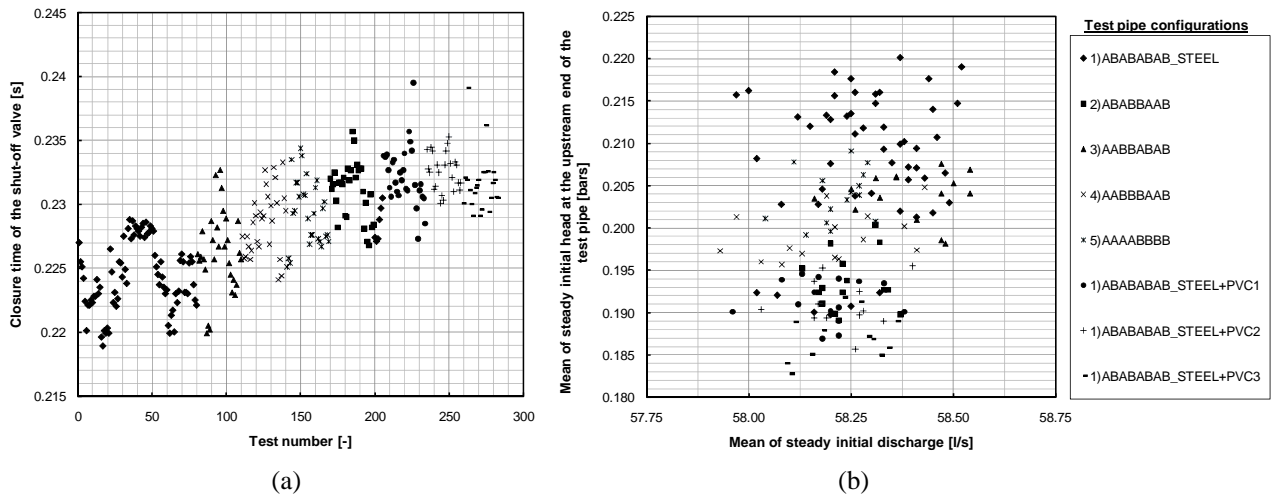 (a)
0.245
0.24
0.235
0.23
0.225
0.22
0.215
Closure time of the shut-off valve [s]
0 50 100 150 200 250 300
Test number [-]
(b)
0.225
0.220
0.215
0.210
0.205
0.200
0.195
0.190
0.185
0.180
Mean of steady initial head at the upstream end of the
test pipe [bars]
57.75 58.00 58.25 58.50 58.75
Mean of steady initial discharge [l/s]
Test pipe configurations
1)ABABABAB_STEEL
2)ABABBAAB
3)AABBABAB
4)AABBBAAB
5)AAAABBBB
1)ABABABAB_STEEL+PVC1
1)ABABABAB_STEEL+PVC2
1)ABABABAB_STEEL+PVC3
(a) (b)